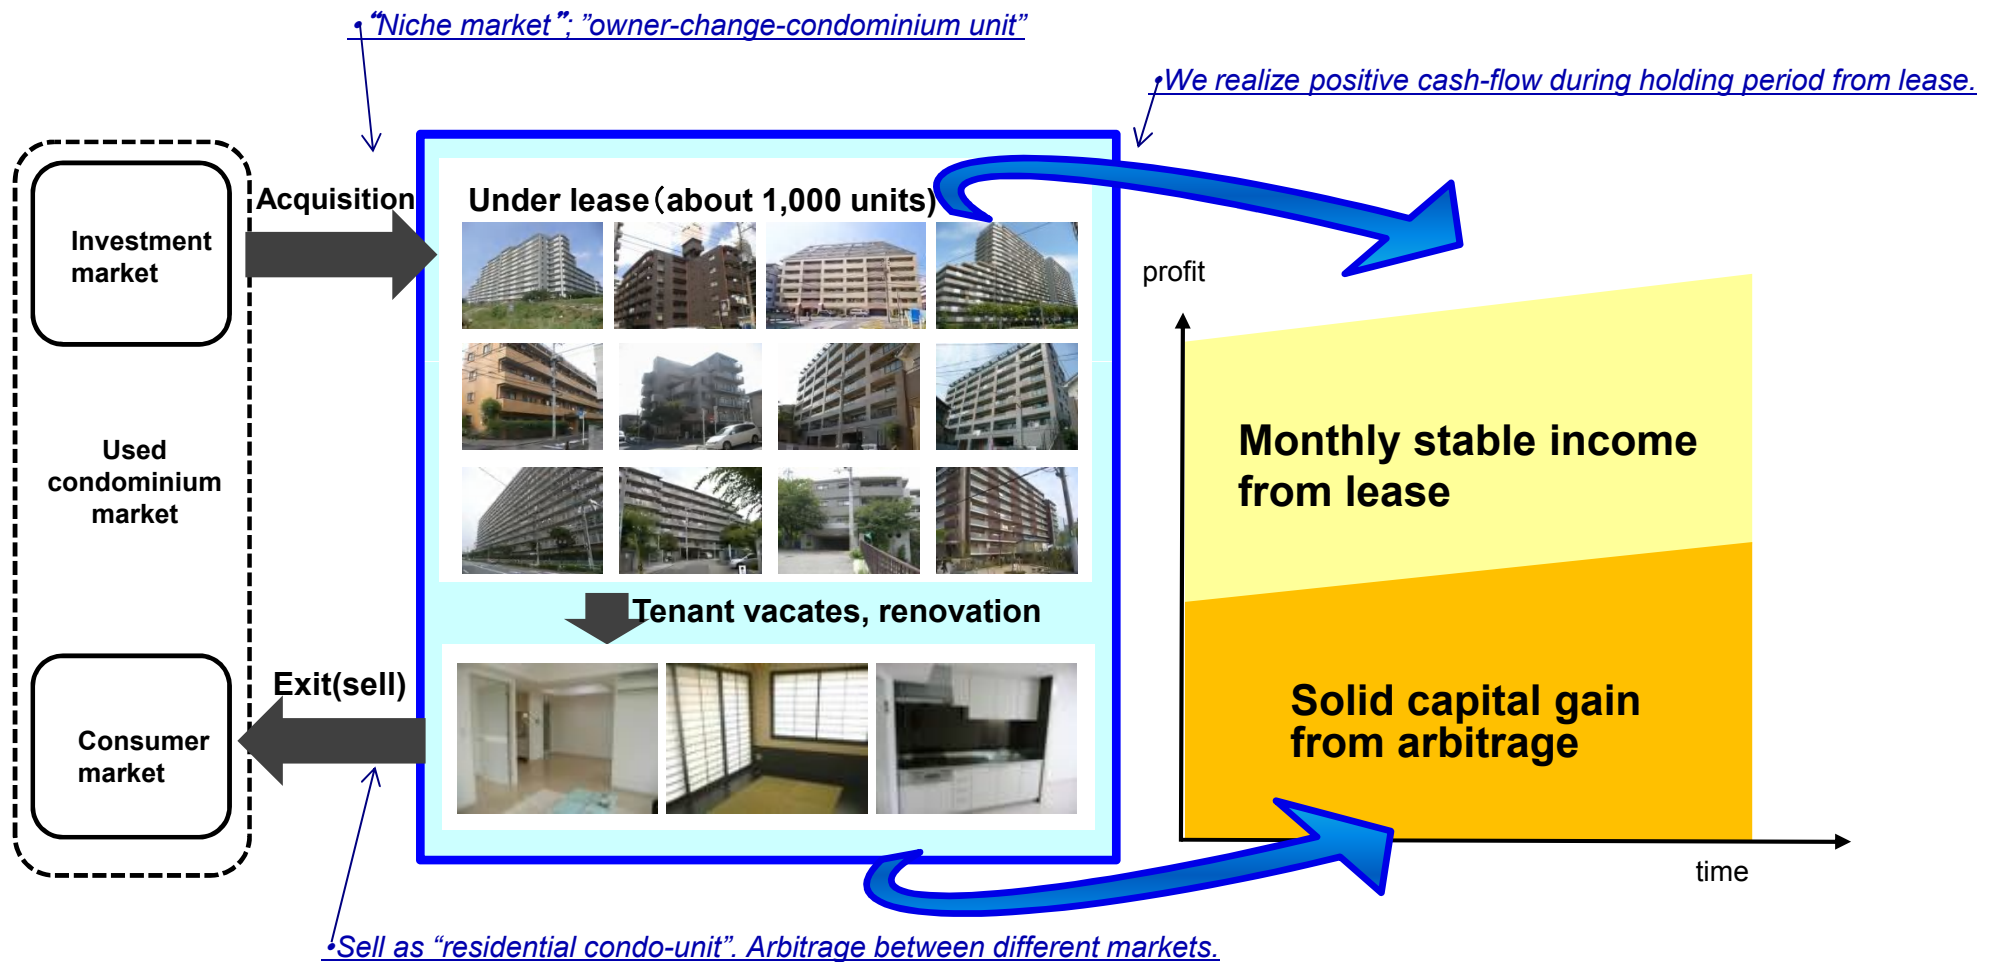 •“Niche market”; ”owner-change-condominium unit”
•We realize positive cash-flow during holding period from lease.
Acquisition
Under lease（about 1,000 units)
Investment
market
profit
Monthly stable income
from lease
Used
condominium
market
Tenant vacates, renovation
Exit(sell)
Solid capital gain
from arbitrage
Consumer
market
time
•Sell as “residential condo-unit”. Arbitrage between different markets.